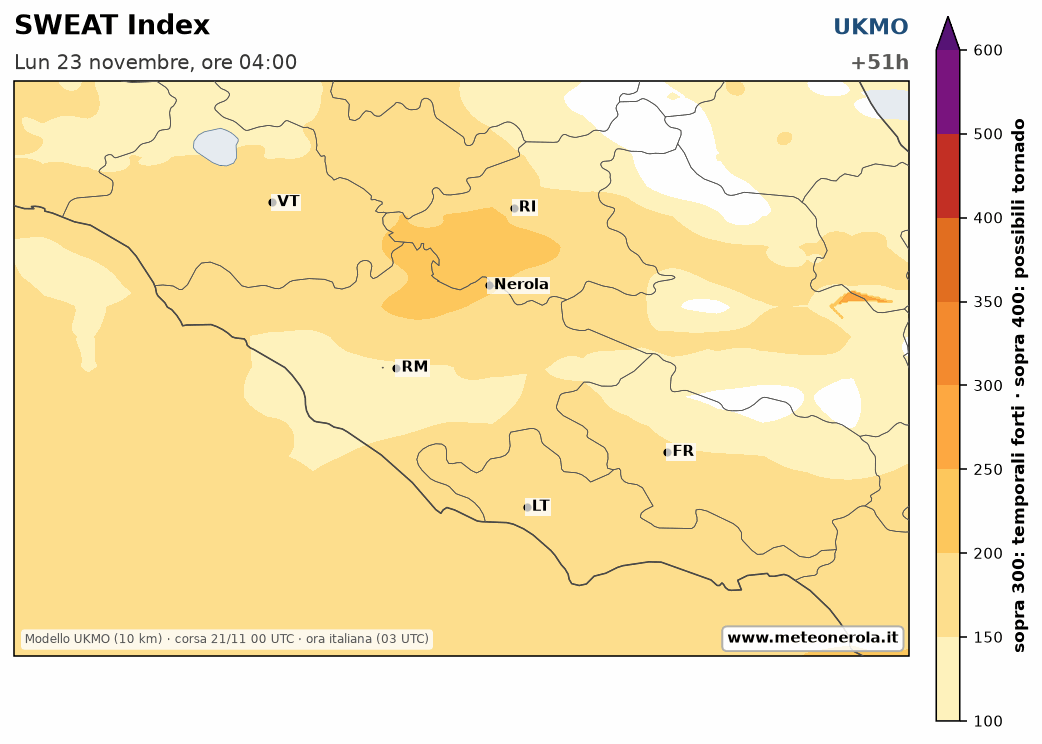 SWEAT Index
UKMO
Lun 23 novembre, ore 04:00
+51h
VT
RI
Nerola
RM
FR
LT
Modello UKMO (10 km) · corsa 21/11 00 UTC · ora italiana (03 UTC)
www.meteonerola.it
600
500
400
350
300
250
200
150
100
sopra 300: temporali forti · sopra 400: possibili tornado